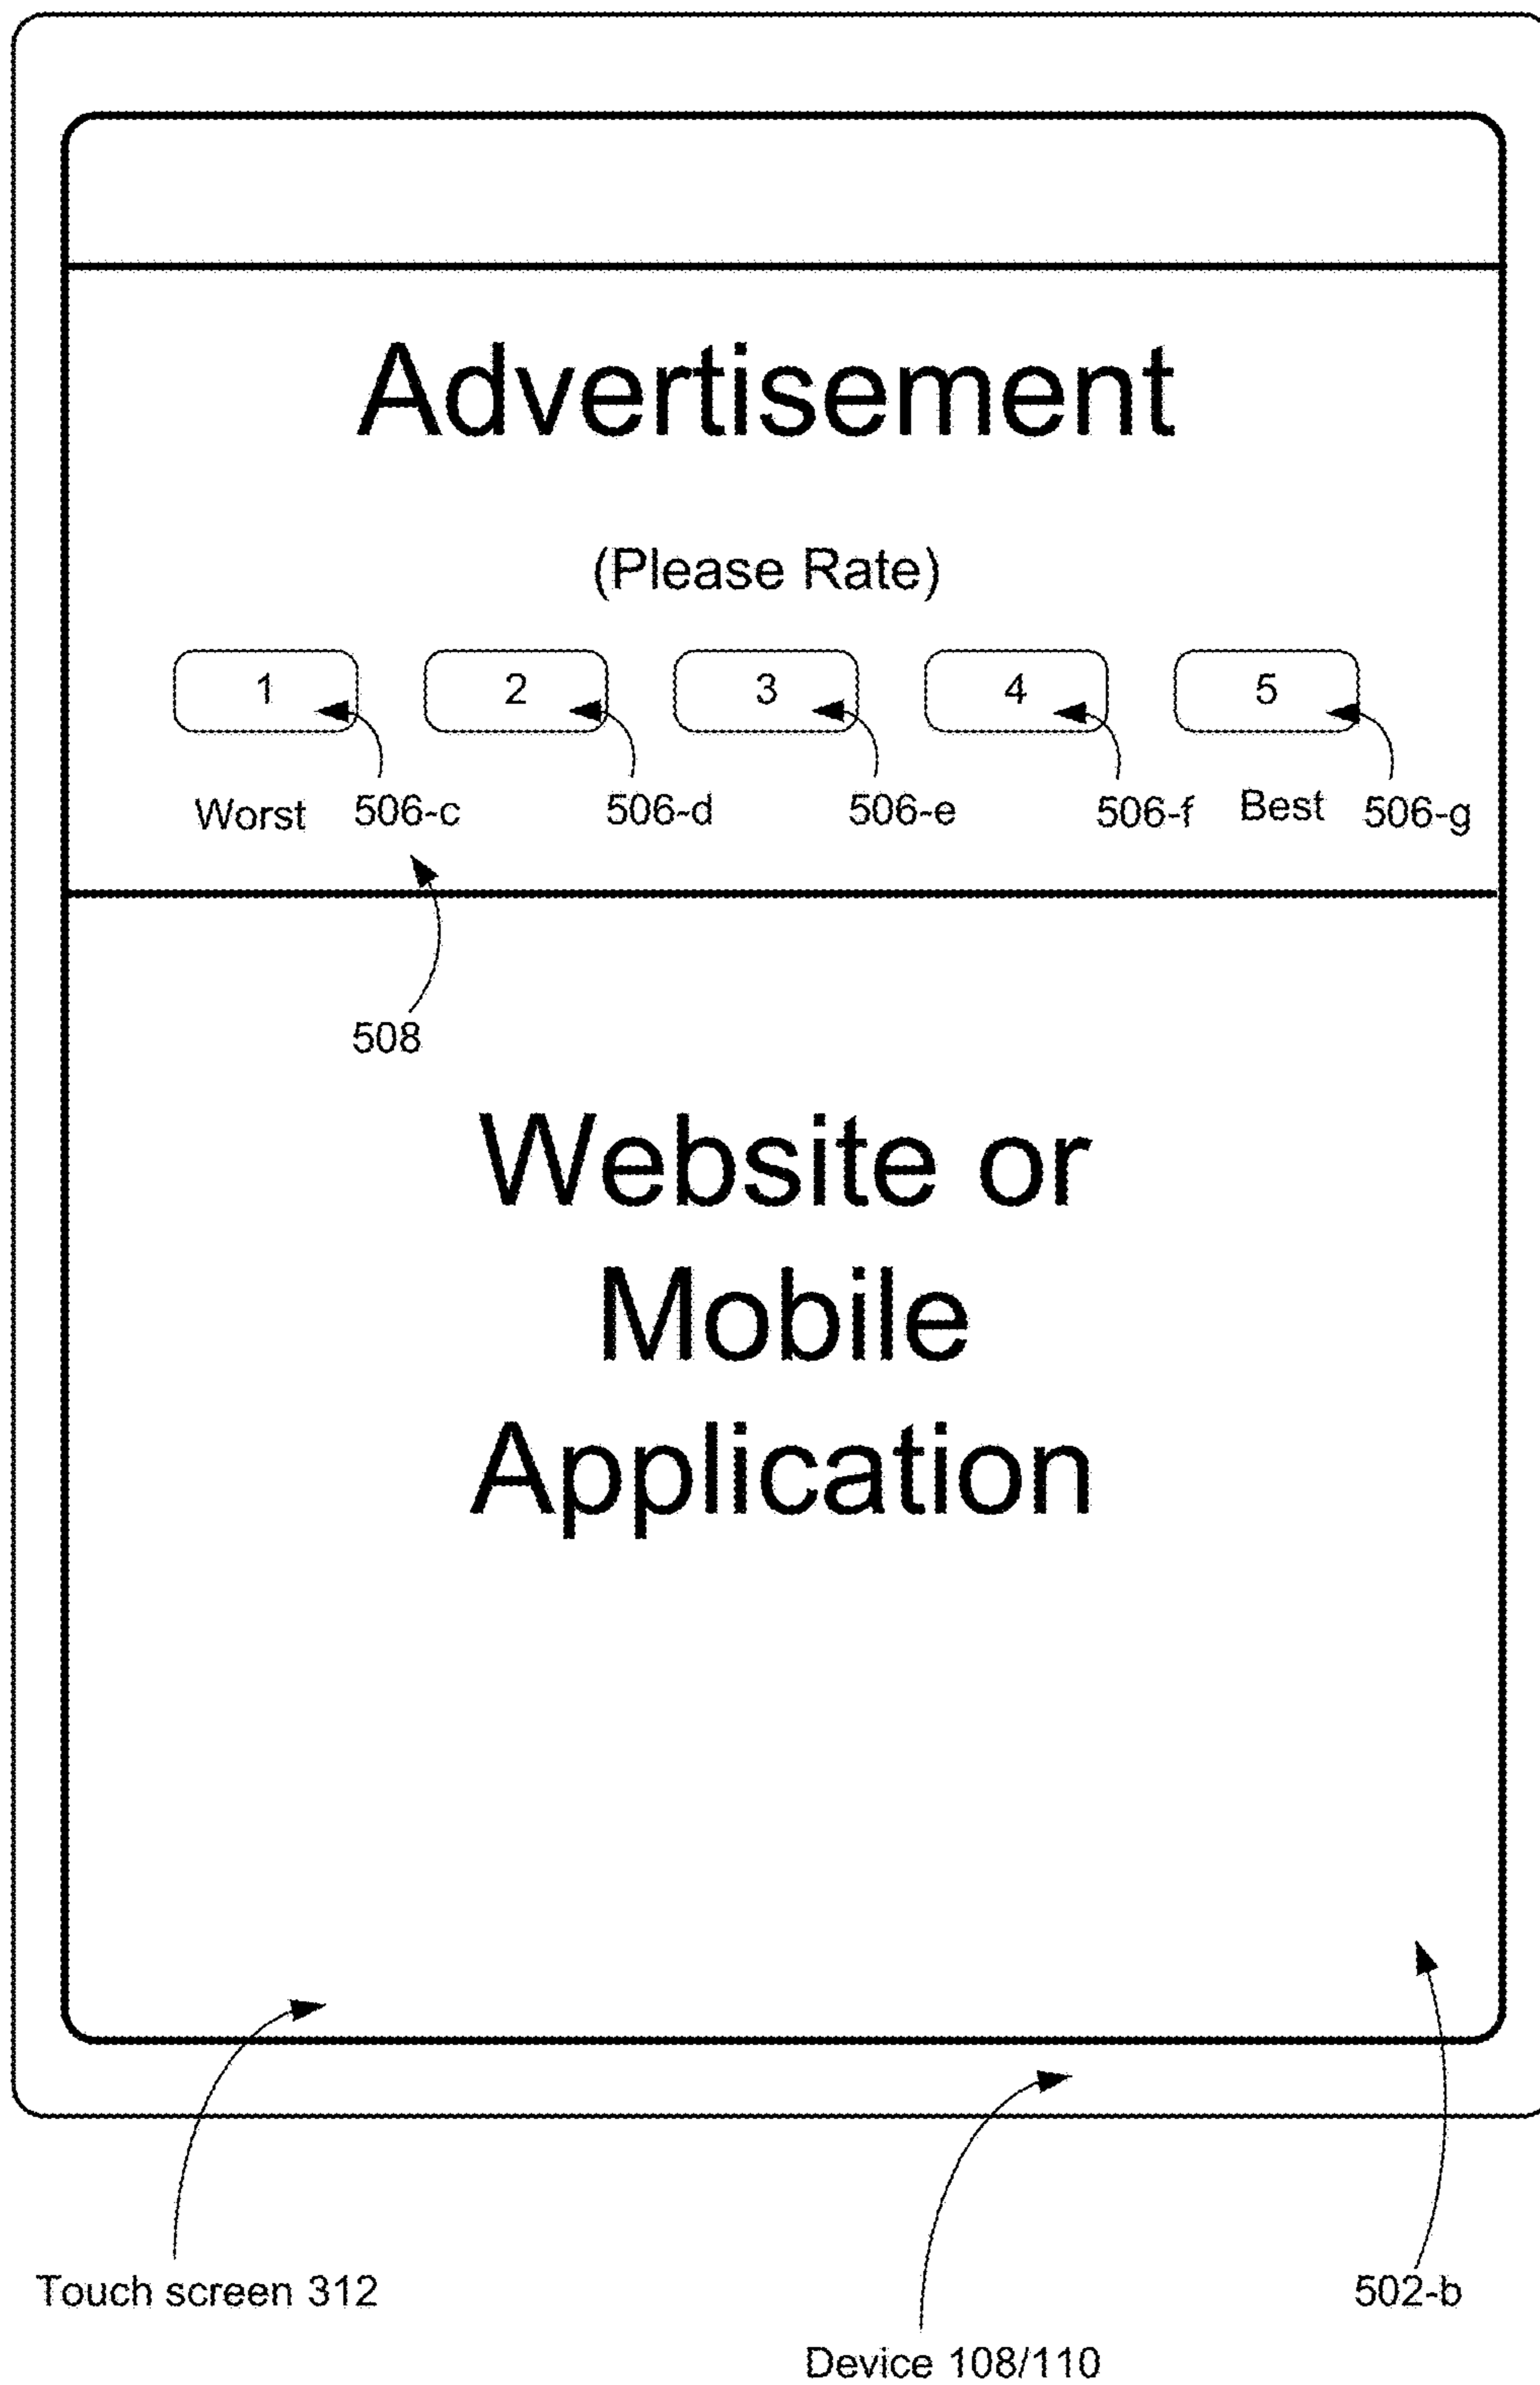 Advertisement
(Please Rate)
1 2 3 4 5
Worst 506-c 506-d 506-e 506-f Best 506-g
508
Website or
Mobile
Application
Touch screen 312 502-b
Device 108/110